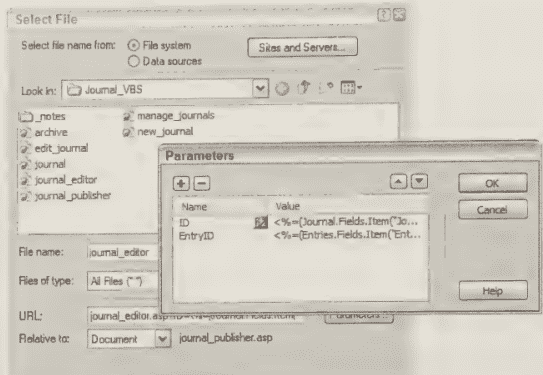 Select File
Select file name from:
File system
Sites and Servers...
Data sources
Look in:
Journal_VBS
_notes
manage_journals
archive
new_journal
edit_journal
journal
journal_editor
journal_publisher
Parameters
OK
Name Value
Cancel
ID <%=(Journal.Fields.Item("Jo...
EntryID <%=(Entries.Fields.Item("Ent...
File name:
journal_editor
Files of type:
All Files (*.*)
Help
URL:
Parameters...
Relative to:
Document
journal_publisher.asp